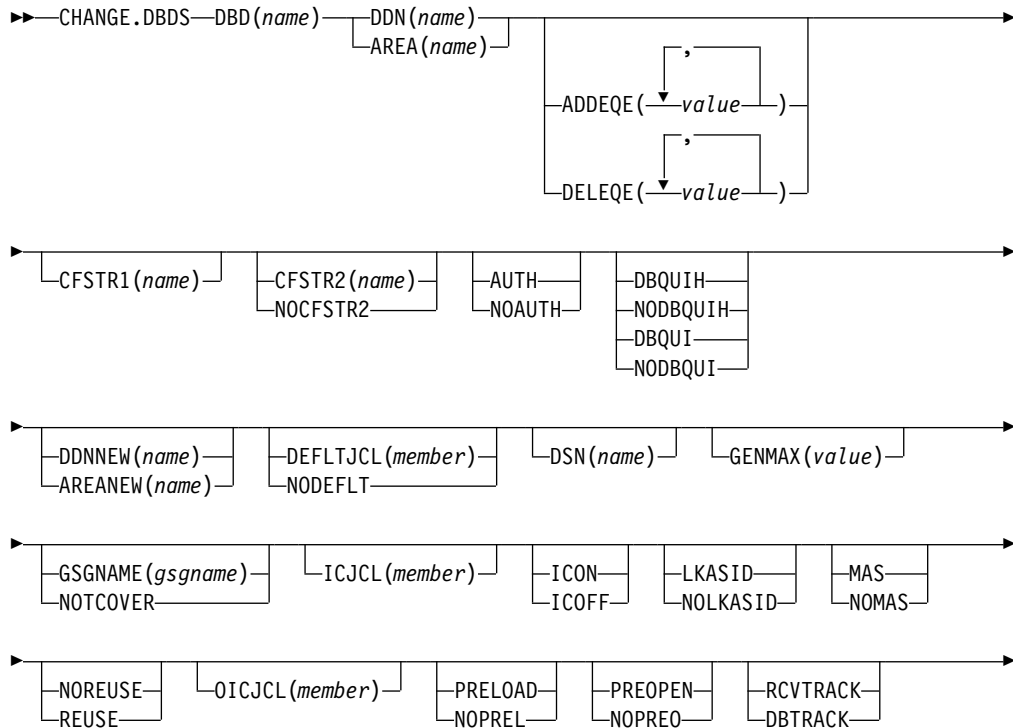 CHANGE.DBDS DBD(name) DDN(name)
AREA(name)
,
ADDEQE( value )
,
DELEQE( value )
CFSTR1(name) CFSTR2(name) AUTH DBQUIH
NOCFSTR2 NOAUTH NODBQUIH
DBQUI
NODBQUI
DDNNEW(name) DEFLTJCL(member) DSN(name) GENMAX(value)
AREANEW(name) NODEFLT
GSGNAME(gsgname) ICJCL(member) ICON LKASID MAS
NOTCOVER ICOFF NOLKASID NOMAS
NOREUSE OICJCL(member) PRELOAD PREOPEN RCVTRACK
REUSE NOPREL NOPREO DBTRACK